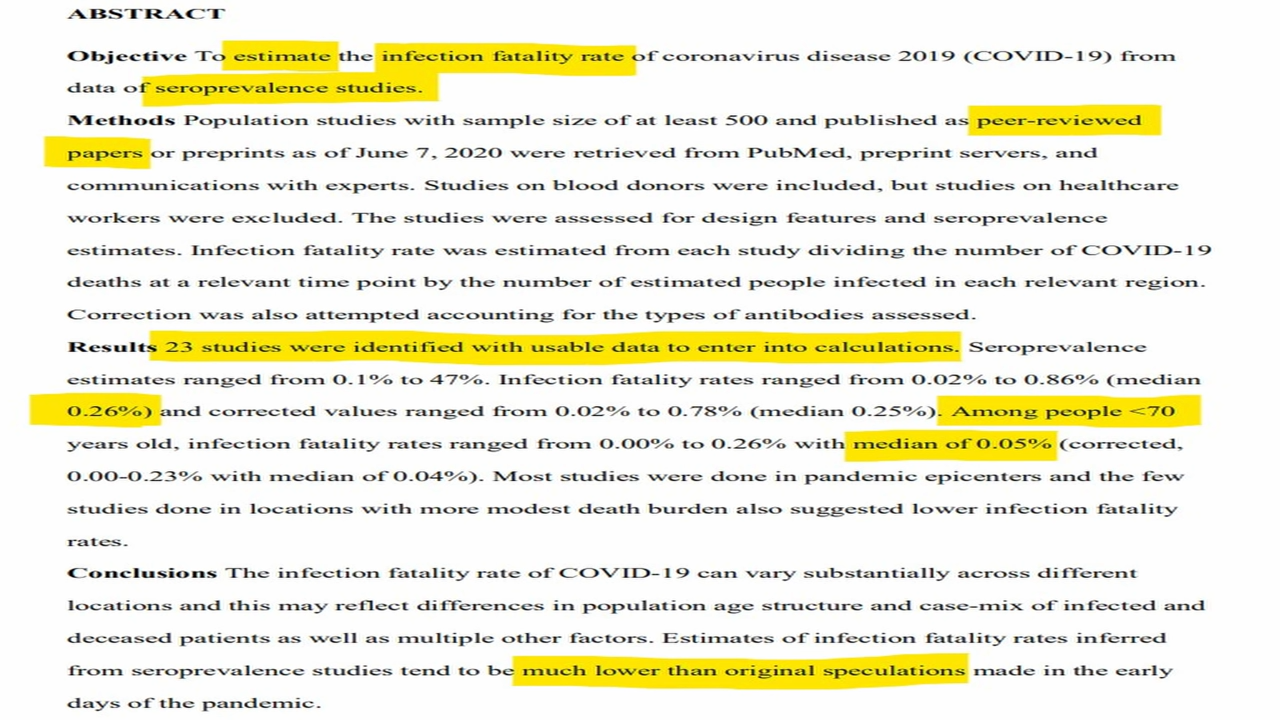 ABSTRACT
Objective To estimate the infection fatality rate of coronavirus disease 2019 (COVID-19) from
data of seroprevalence studies.
Methods Population studies with sample size of at least 500 and published as peer-reviewed
papers or preprints as of June 7, 2020 were retrieved from PubMed, preprint servers, and
communications with experts. Studies on blood donors were included, but studies on healthcare
workers were excluded. The studies were assessed for design features and seroprevalence
estimates. Infection fatality rate was estimated from each study dividing the number of COVID-19
deaths at a relevant time point by the number of estimated people infected in each relevant region.
Correction was also attempted accounting for the types of antibodies assessed.
Results 23 studies were identified with usable data to enter into calculations. Seroprevalence
estimates ranged from 0.1% to 47%. Infection fatality rates ranged from 0.02% to 0.86% (median
0.26%) and corrected values ranged from 0.02% to 0.78% (median 0.25%). Among people <70
years old, infection fatality rates ranged from 0.00% to 0.26% with median of 0.05% (corrected,
0.00-0.23% with median of 0.04%). Most studies were done in pandemic epicenters and the few
studies done in locations with more modest death burden also suggested lower infection fatality
rates.
Conclusions The infection fatality rate of COVID-19 can vary substantially across different
locations and this may reflect differences in population age structure and case-mix of infected and
deceased patients as well as multiple other factors. Estimates of infection fatality rates inferred
from seroprevalence studies tend to be much lower than original speculations made in the early
days of the pandemic.